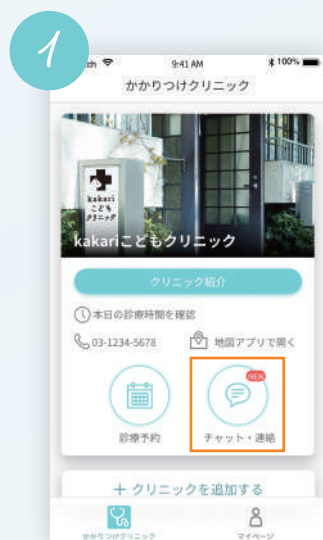 1
9:41 AM
100%
かかりつけクリニック
kakari
こども
クリニック
kakariこどもクリニック
クリニック紹介
本日の診療時間を確認
03-1234-5678
地図アプリで開く
NEW
診療予約
チャット・連絡
+ クリニックを追加する
かかりつけクリニック
マイページ